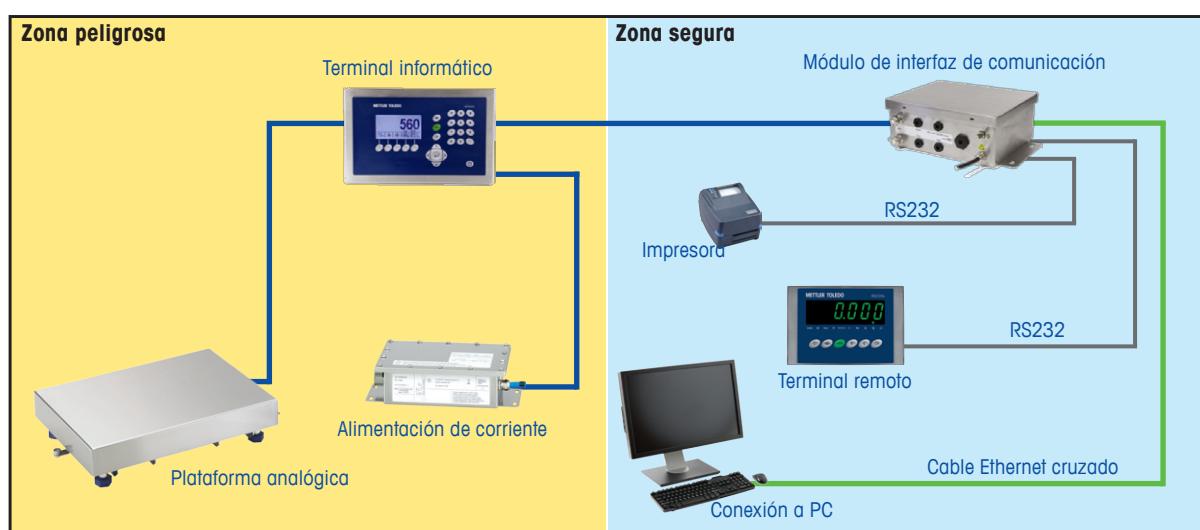 Zona peligrosa
Zona segura
Terminal informático
Módulo de interfaz de comunicación
METTLER TOLEDO
560
RS232
Impresora
METTLER TOLEDO
0.000
RS232
Terminal remoto
Alimentación de corriente
Plataforma analógica
Cable Ethernet cruzado
Conexión a PC